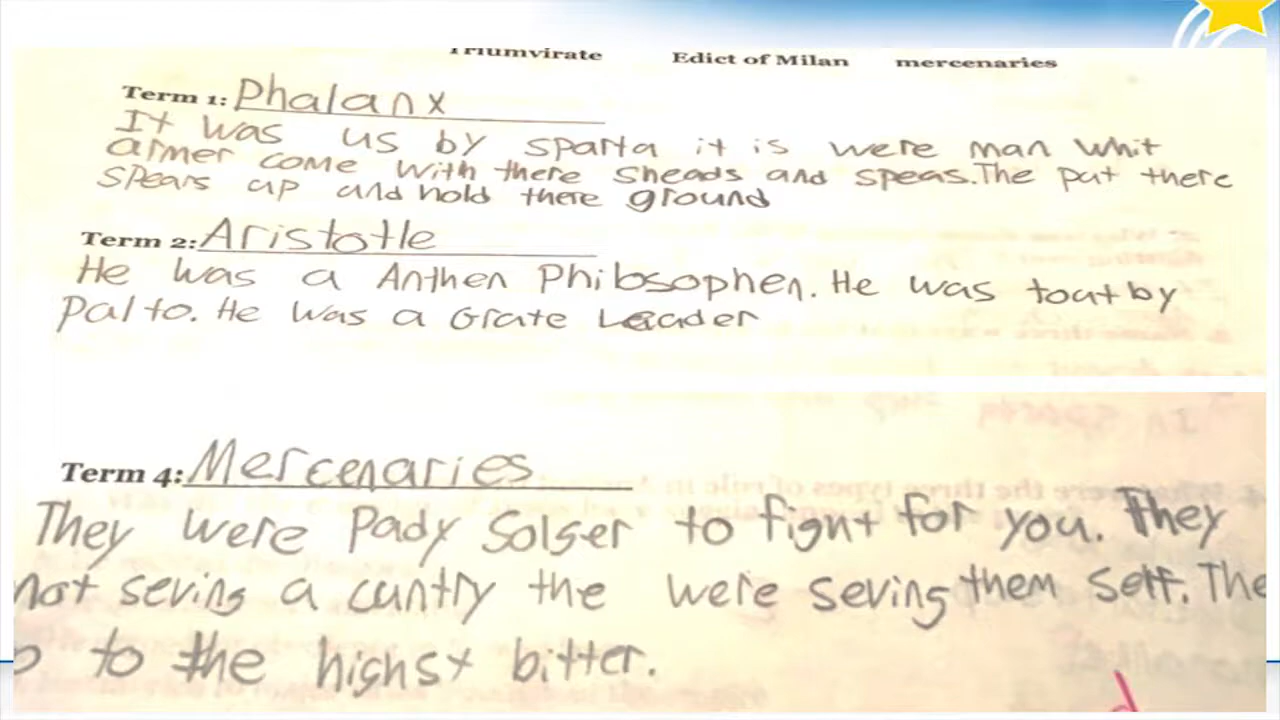 Triumvirate Edict of Milan mercenaries
Term 1: Phalanx
It was us by sparta it is were man whit
armer come with there sheads and speas. The put there
spears up and hold there ground
Term 2: Aristotle
He was a Anthen Philosopher. He was tout by
Palto. He was a Grate Leader
Term 4: Mercenaries
They were Pady Solser to fight for you. They
not seving a cuntry the were seving them self. The
to the highst bitter.